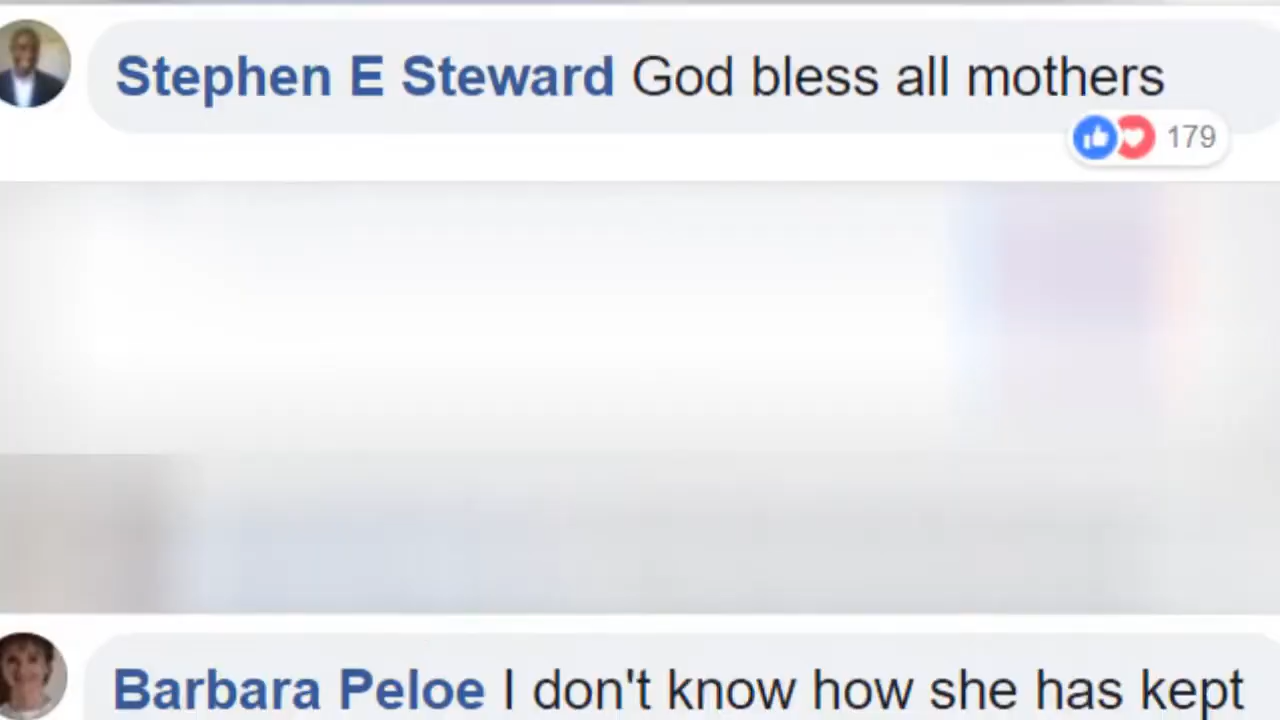 Stephen E Steward God bless all mothers
179
Barbara Peloe I don't know how she has kept